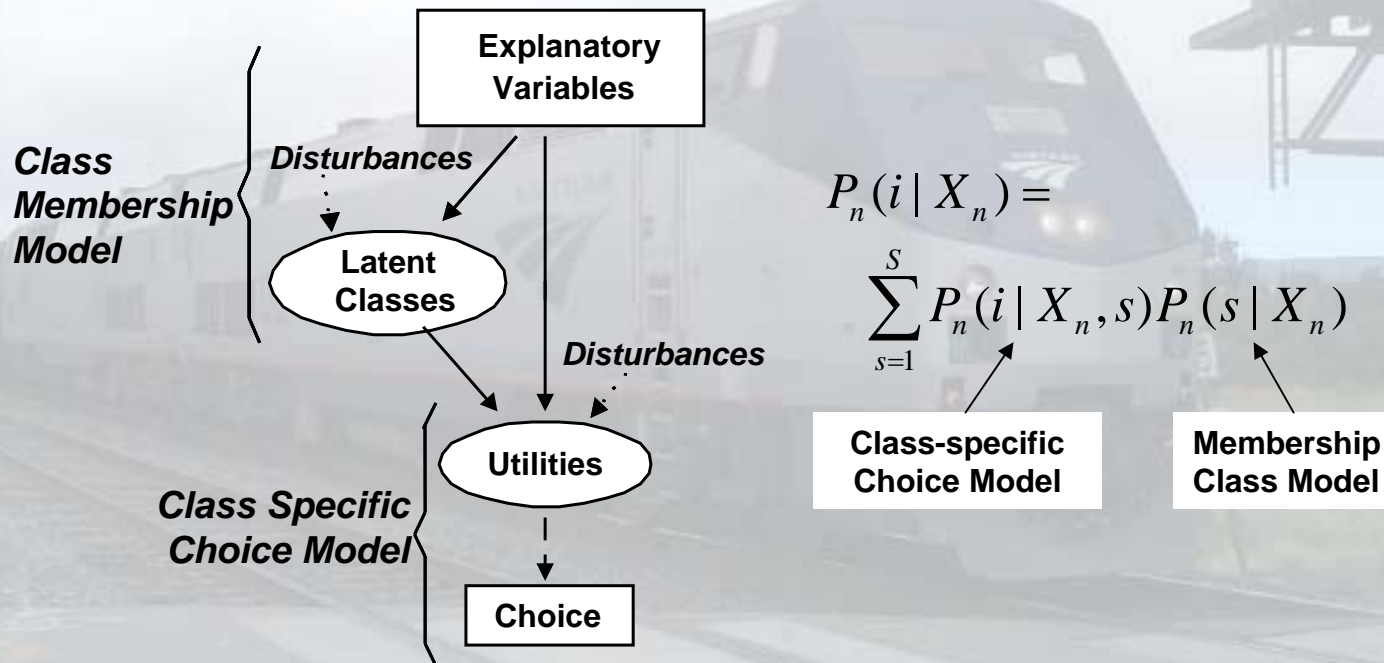 Explanatory
Variables
Class
Membership
Model
Disturbances
Latent
Classes
Disturbances
Utilities
Class Specific
Choice Model
Choice
P_n(i | X_n) =
\sum_{s=1}^{S} P_n(i | X_n, s) P_n(s | X_n)
Class-specific
Choice Model
Membership
Class Model